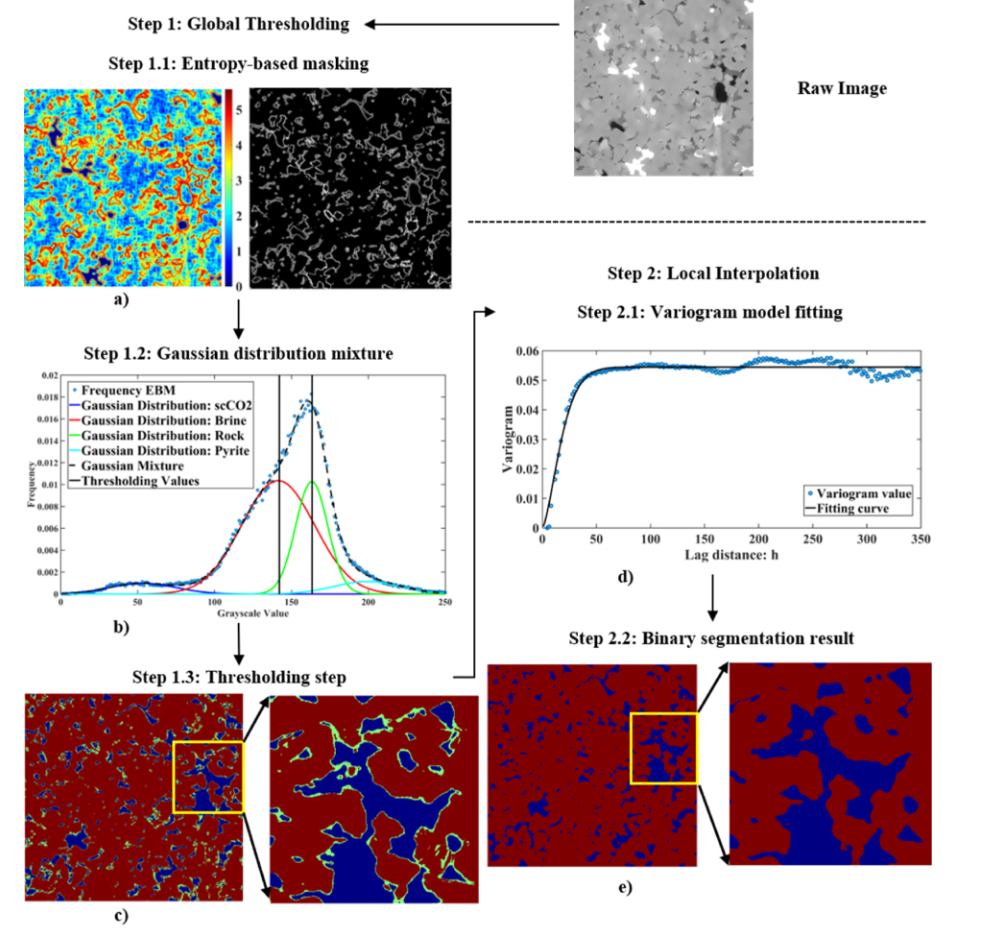 Step 1: Global Thresholding
Raw Image
Step 1.1: Entropy-based masking
5
4
3
2
1
0
a)
Step 1.2: Gaussian distribution mixture
0.02
0.018
0.016
0.014
0.012
0.01
0.008
0.006
0.004
0.002
0
Frequency
Frequency EBM
Gaussian Distribution: scCO2
Gaussian Distribution: Brine
Gaussian Distribution: Rock
Gaussian Distribution: Pyrite
Gaussian Mixture
Thresholding Values
0 50 100 150 200 250
Grayscale Value
b)
Step 1.3: Thresholding step
c)
Step 2: Local Interpolation
Step 2.1: Variogram model fitting
0.06
0.05
0.04
0.03
0.02
0.01
0
Variogram
Variogram value
Fitting curve
0 50 100 150 200 250 300 350
Lag distance: h
d)
Step 2.2: Binary segmentation result
e)